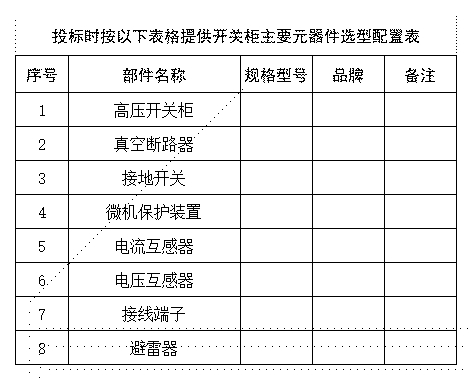 投标时按以下表格提供开关柜主要元器件选型配置表
序号 部件名称 规格型号 品牌 备注
1 高压开关柜
2 真空断路器
3 接地开关
4 微机保护装置
5 电流互感器
6 电压互感器
7 接线端子
8 避雷器